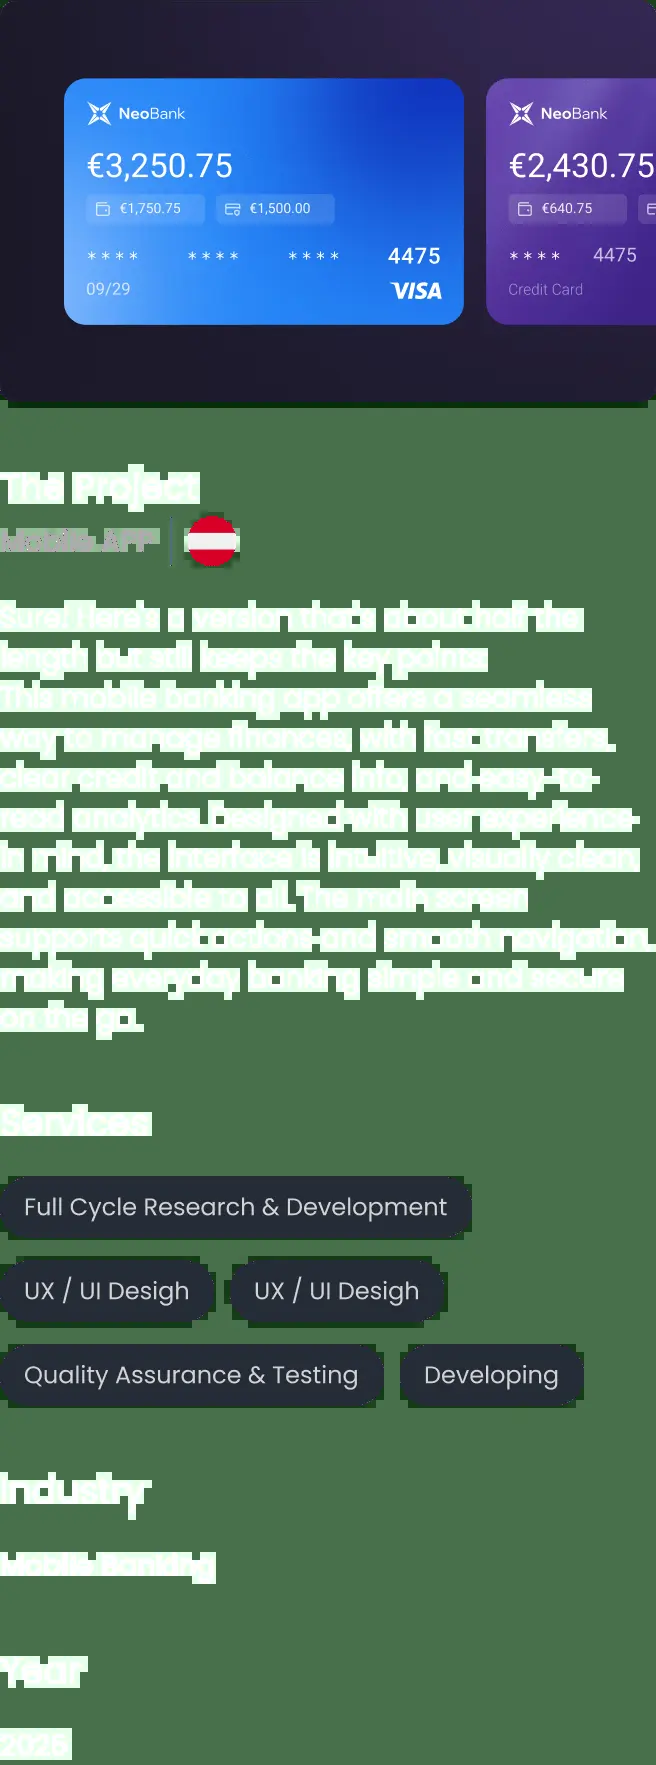 NeoBank
€3,250.75
€1,750.75 €1,500.00
**** **** **** 4475
09/29 VISA
NeoBank
€2,430.75
€640.75
**** 4475
Credit Card
The Project
Mobile APP
Sure! Here's a version that's about half the
length but still keeps the key points:
This mobile banking app offers a seamless
way to manage finances, with fast transfers,
clear credit and balance info, and easy-to-
read analytics. Designed with user experience
in mind, the interface is intuitive, visually clean,
and accessible to all. The main screen
supports quick actions and smooth navigation,
making everyday banking simple and secure
on the go.
Services
Full Cycle Research & Development
UX / UI Desigh UX / UI Desigh
Quality Assurance & Testing Developing
Industry
Mobile Banking
Year
2025